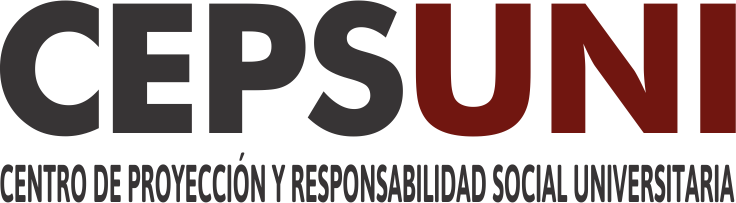 CEPSUNI
CENTRO DE PROYECCIÓN Y RESPONSABILIDAD SOCIAL UNIVERSITARIA